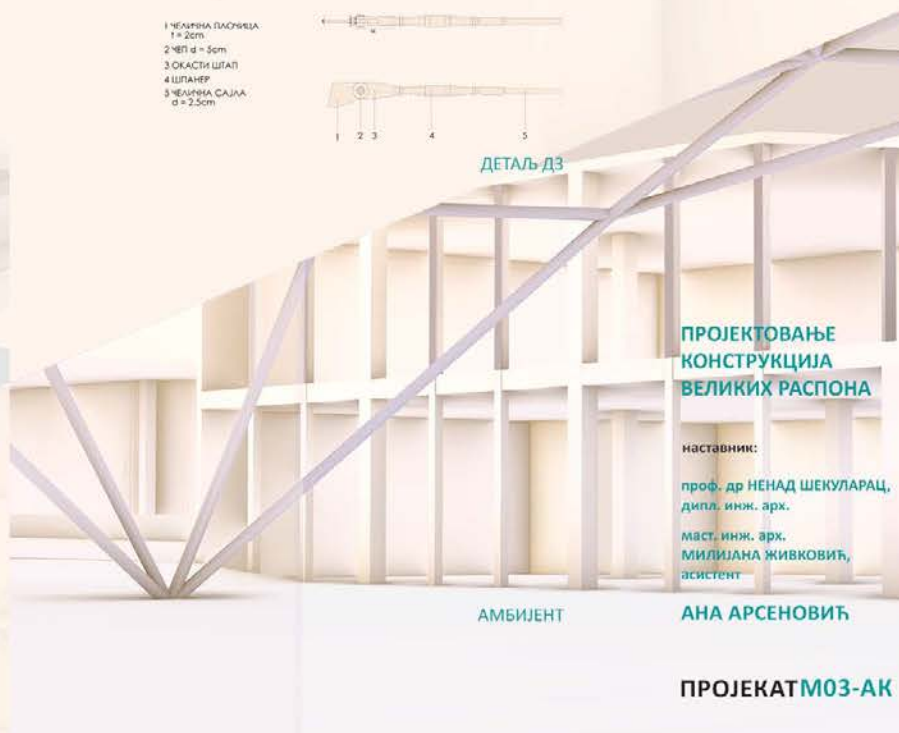 1 ЧЕЛИЧНА ПЛОЧИЦА
t = 2cm
2 ЧЕП d = 5cm
3 ОКАСТИ ШТАП
4 ШПАНЕР
5 ЧЕЛИЧНА САЈЛА
d = 2.5cm
1 2 3 4 5
ДЕТАЉ Д3
ПРОЈЕКТОВАЊЕ
КОНСТРУКЦИЈА
ВЕЛИКИХ РАСПОНА
наставник:
проф. др НЕНАД ШЕКУЛАРАЦ,
дипл. инж. арх.
маст. инж. арх.
МИЛИЈАНА ЖИВКОВИЋ,
асистент
АМБИЈЕНТ
АНА АРСЕНОВИЋ
ПРОЈЕКАТ М03-АК